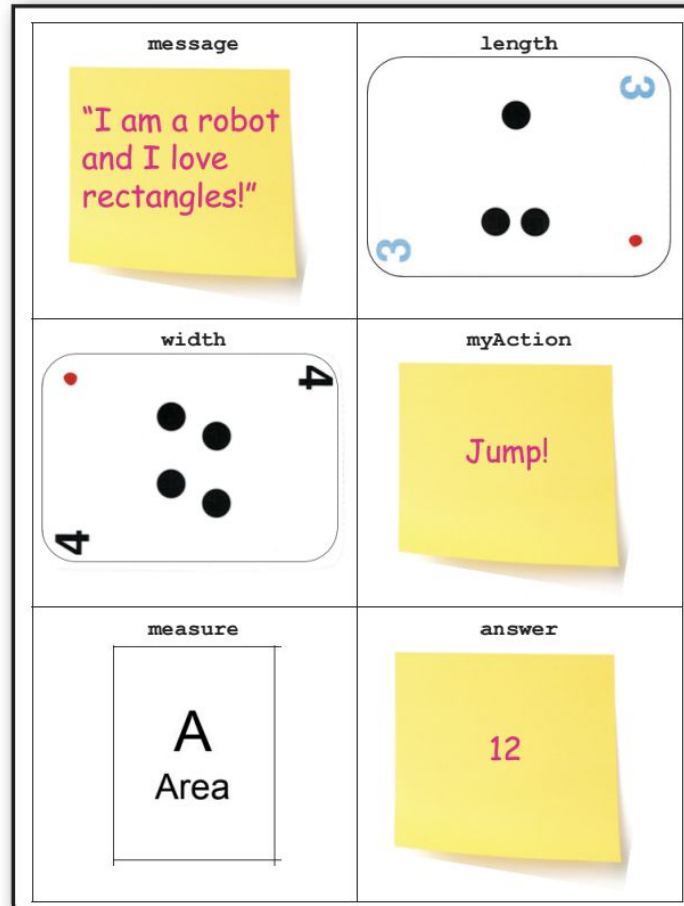 message
"I am a robot
and I love
rectangles!"
length
3
3
width
4
4
myAction
Jump!
measure
A
Area
answer
12